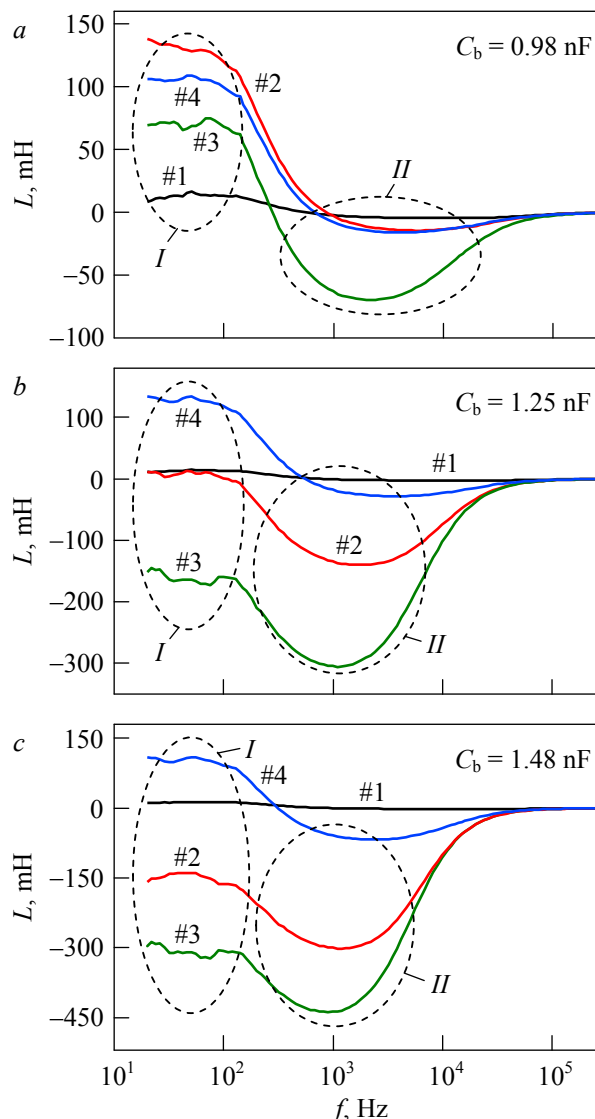 a
150
100
50
0
−50
−100
L, mH
C_b = 0.98 nF
#2
#4
#3
#1
I
II
b
100
0
−100
−200
−300
L, mH
C_b = 1.25 nF
#4
#1
#2
#3
I
II
c
150
0
−150
−300
−450
L, mH
C_b = 1.48 nF
I
#4
#1
#2
#3
II
10^1 10^2 10^3 10^4 10^5
f, Hz